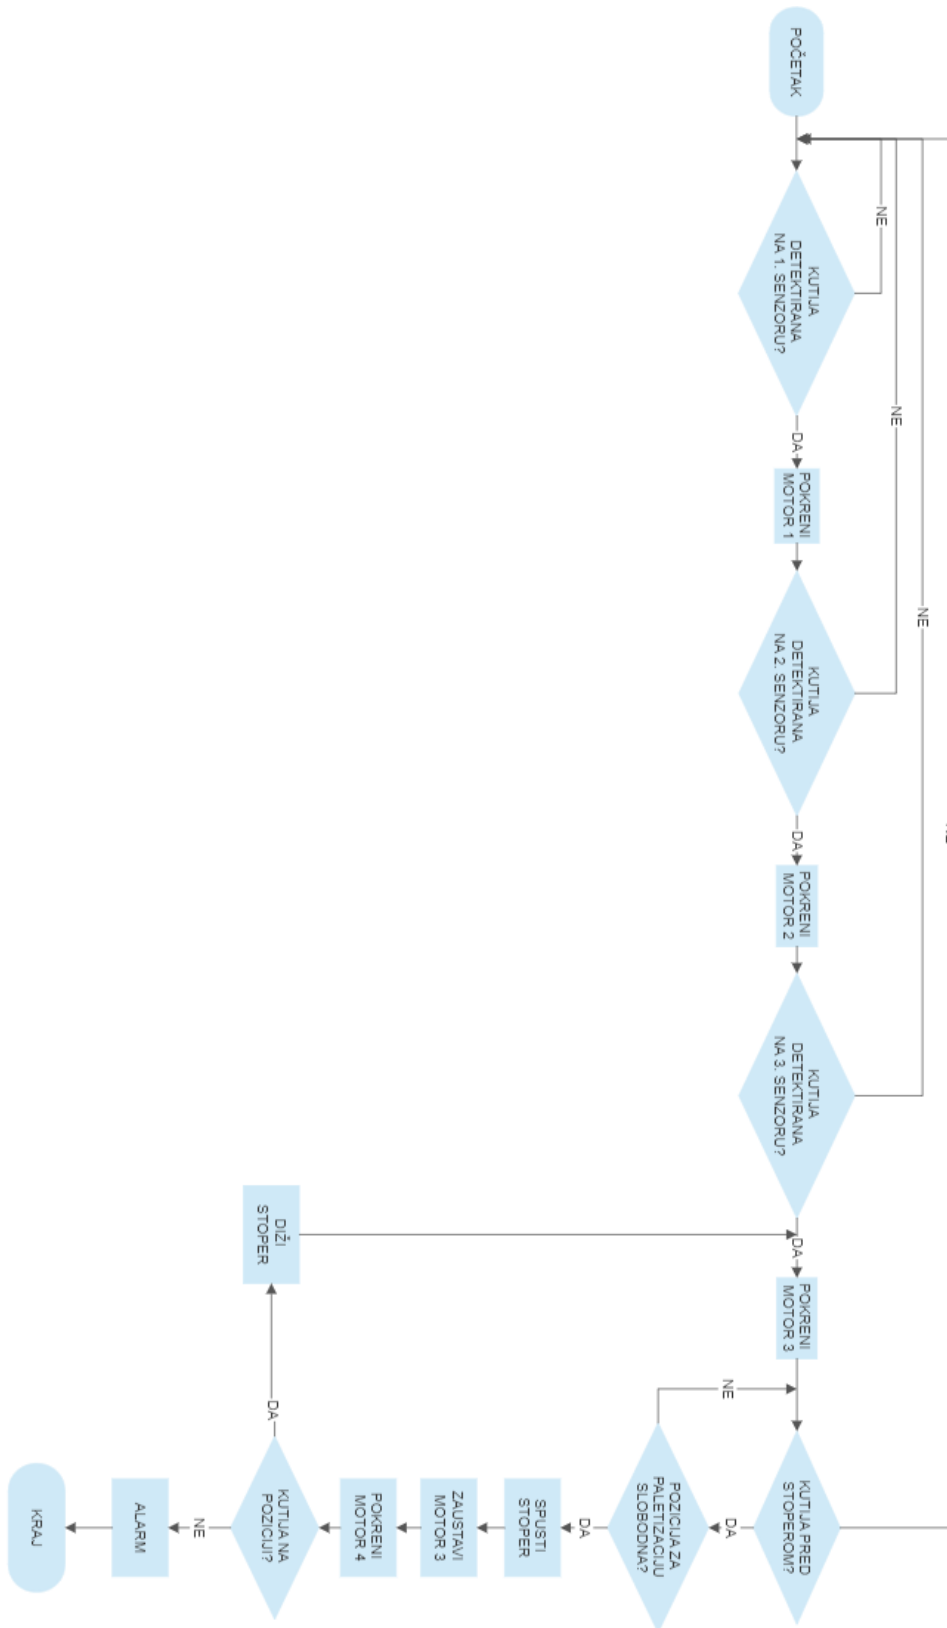 POČETAK
KUTIJA
DETEKTIRANA
NA 1. SENZORU?
NE
DA
POKRENI
MOTOR 1
KUTIJA
DETEKTIRANA
NA 2. SENZORU?
NE
DA
POKRENI
MOTOR 2
KUTIJA
DETEKTIRANA
NA 3. SENZORU?
NE
DA
POKRENI
MOTOR 3
KUTIJA PRED
STOPEROM?
DA
POZICIJA ZA
PALETIZACIJU
SLOBODNA?
NE
DA
SPUSTI
STOPER
ZAUSTAVI
MOTOR 3
POKRENI
MOTOR 4
KUTIJA NA
POZICIJI?
DA
DIŽI
STOPER
NE
ALARM
KRAJ